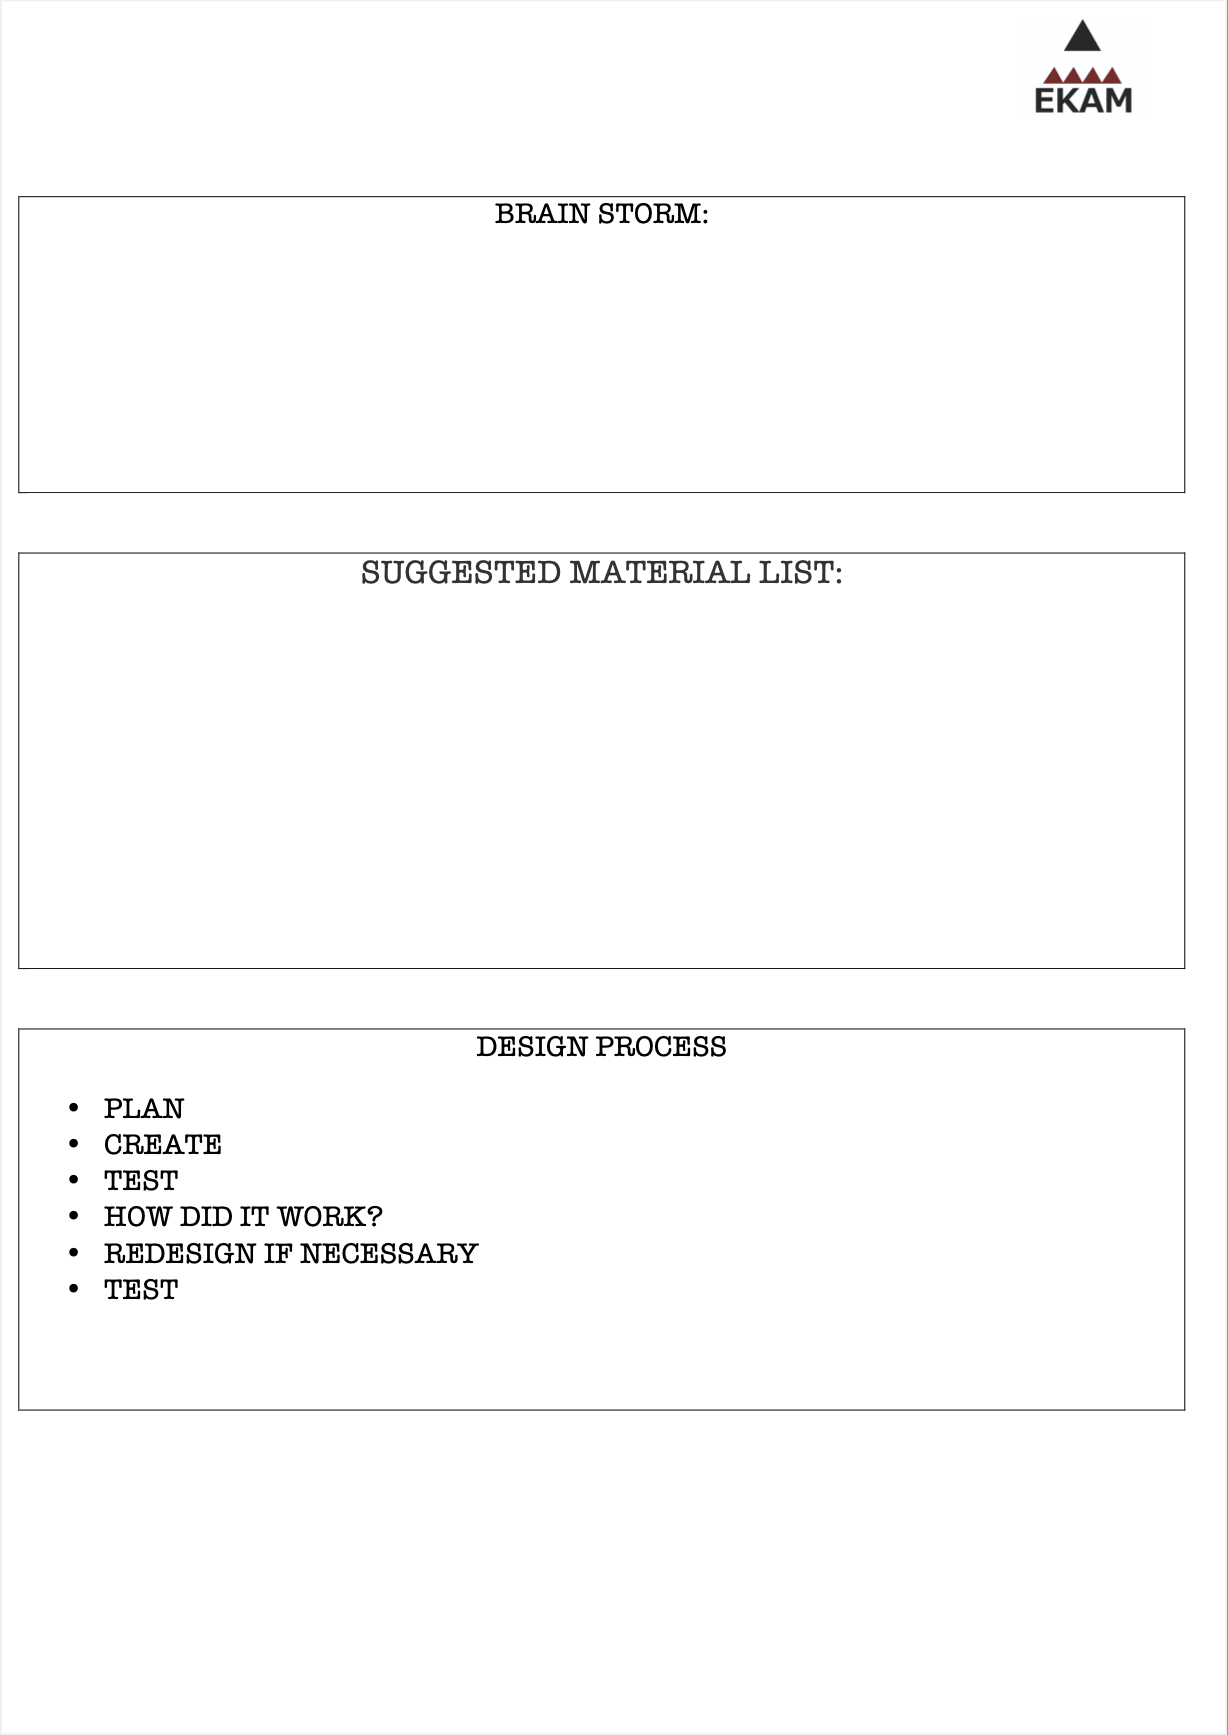 EKAM
BRAIN STORM:
SUGGESTED MATERIAL LIST:
DESIGN PROCESS
• PLAN
• CREATE
• TEST
• HOW DID IT WORK?
• REDESIGN IF NECESSARY
• TEST